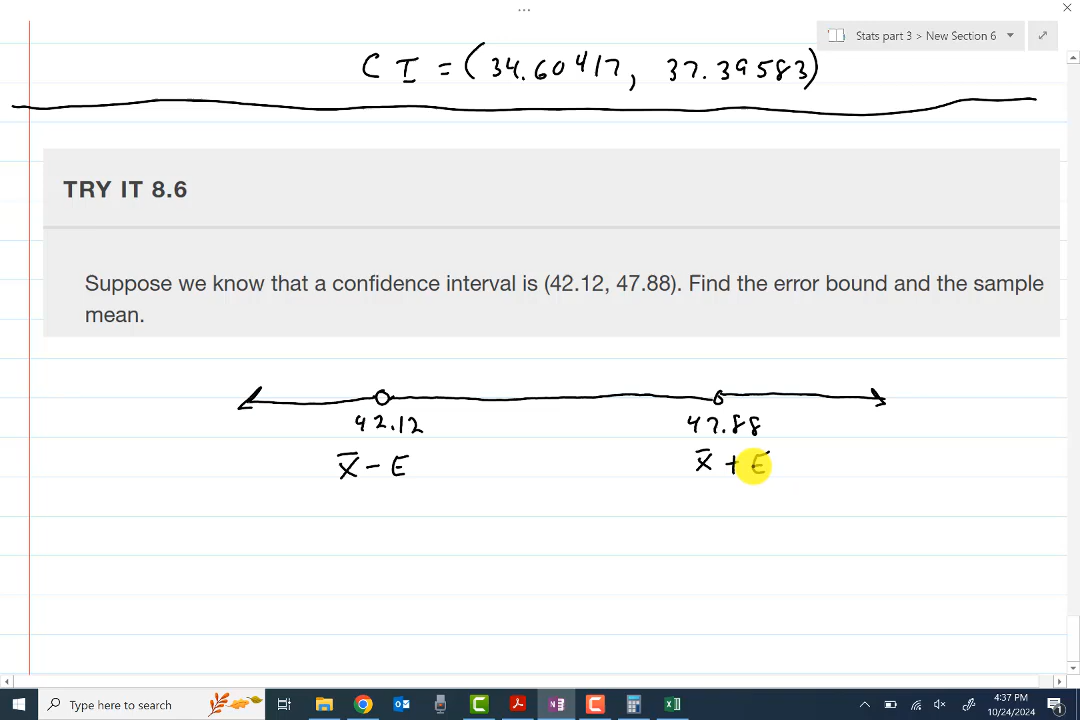 ...
Stats part 3 > New Section 6
CI = (34.60417, 37.39583)
TRY IT 8.6
Suppose we know that a confidence interval is (42.12, 47.88). Find the error bound and the sample
mean.
42.12 47.88
x̄ - E x̄ + E
Type here to search
4:37 PM
10/24/2024
1